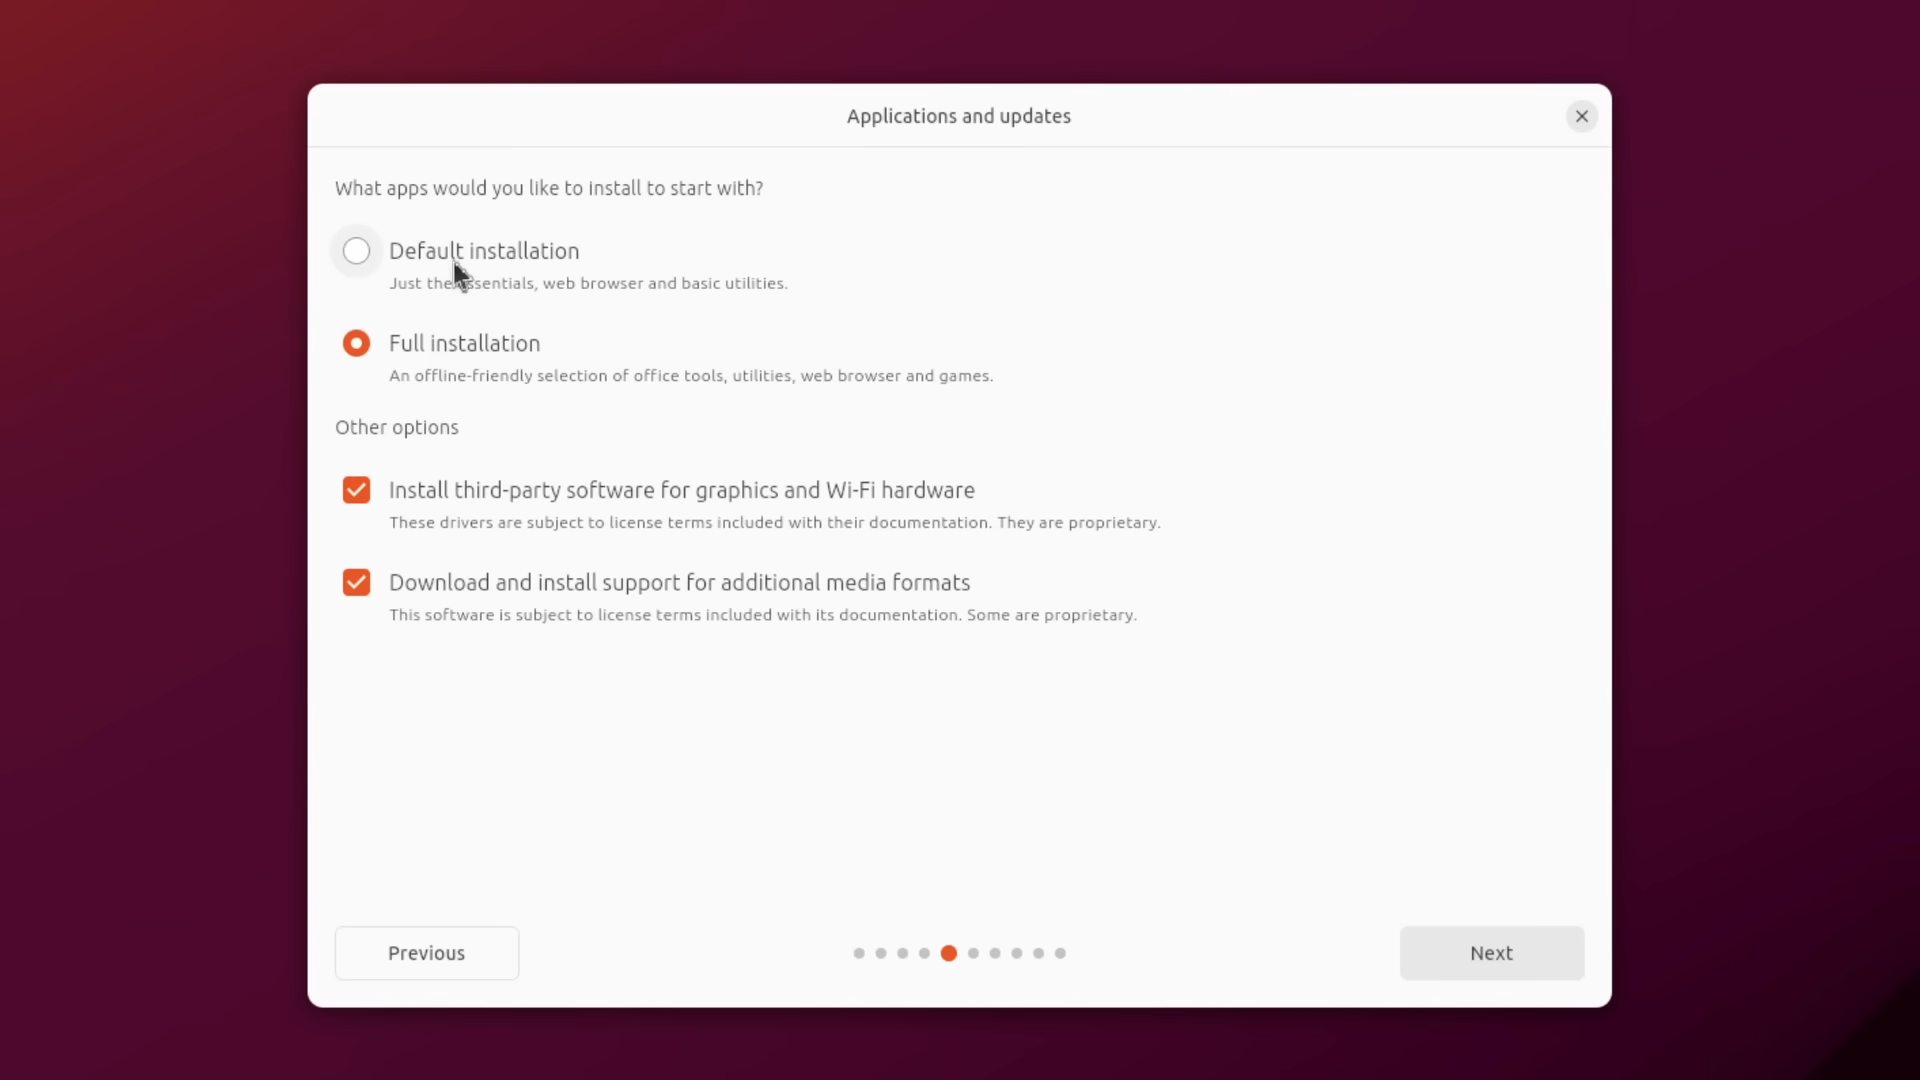 Applications and updates
What apps would you like to install to start with?
Default installation
Just the essentials, web browser and basic utilities.
Full installation
An offline-friendly selection of office tools, utilities, web browser and games.
Other options
Install third-party software for graphics and Wi-Fi hardware
These drivers are subject to license terms included with their documentation. They are proprietary.
Download and install support for additional media formats
This software is subject to license terms included with its documentation. Some are proprietary.
Previous
Next